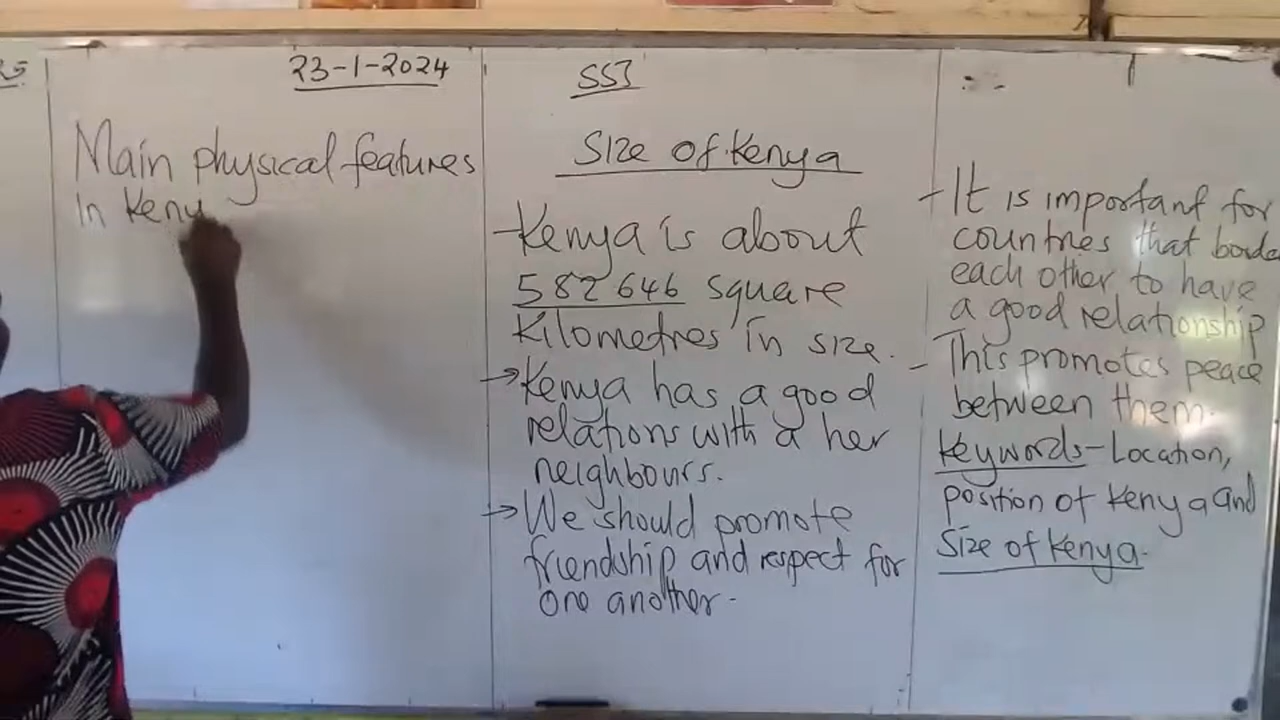 23-1-2024
Main physical features
In Keny
SSI
Size of Kenya
-Kenya is about
582 646 square
Kilometres in size.
→Kenya has a good
relations with a her
neighbours.
→We should promote
friendship and respect for
one another-
-It is important for
countries that borde
each other to have
a good relationship
- This promotes peace
between them.
Keywords-Location,
position of Kenya and
Size of Kenya-